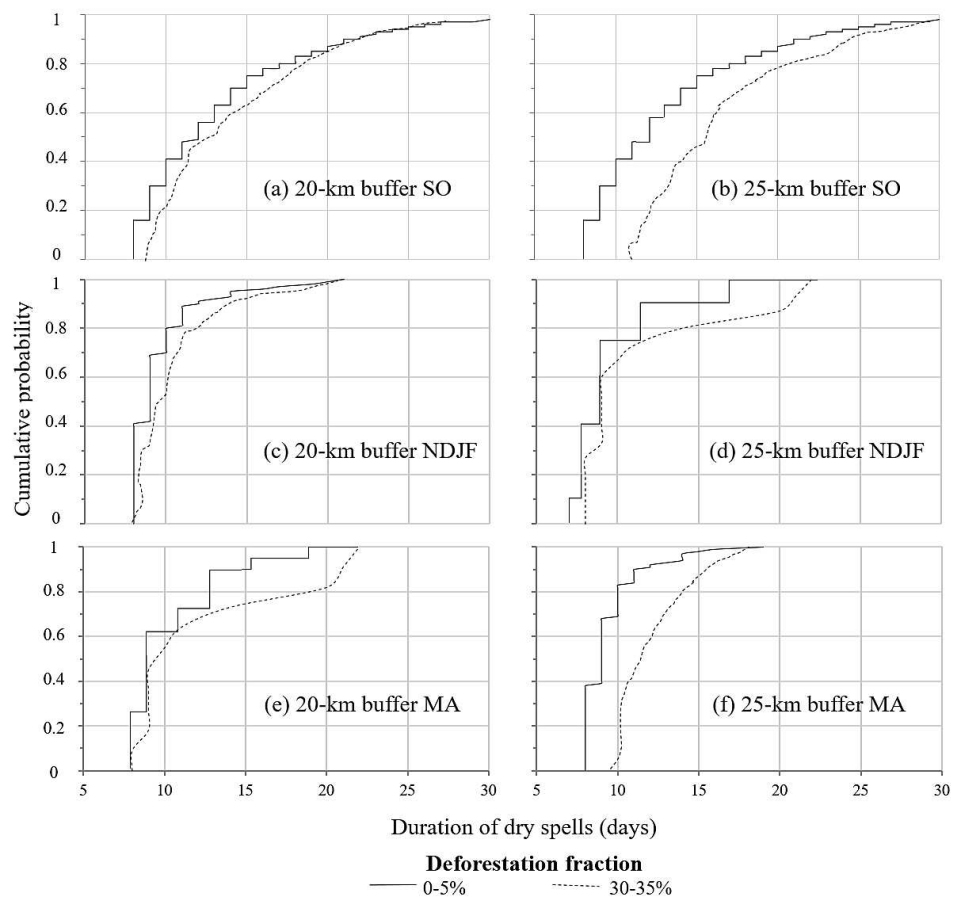 1
0.8
0.6
0.4
0.2
0
(a) 20-km buffer SO
(b) 25-km buffer SO
1
0.8
0.6
0.4
0.2
0
(c) 20-km buffer NDJF
(d) 25-km buffer NDJF
Cumulative probability
1
0.8
0.6
0.4
0.2
0
(e) 20-km buffer MA
(f) 25-km buffer MA
5 10 15 20 25 30
5 10 15 20 25 30
Duration of dry spells (days)
Deforestation fraction
0-5% 30-35%